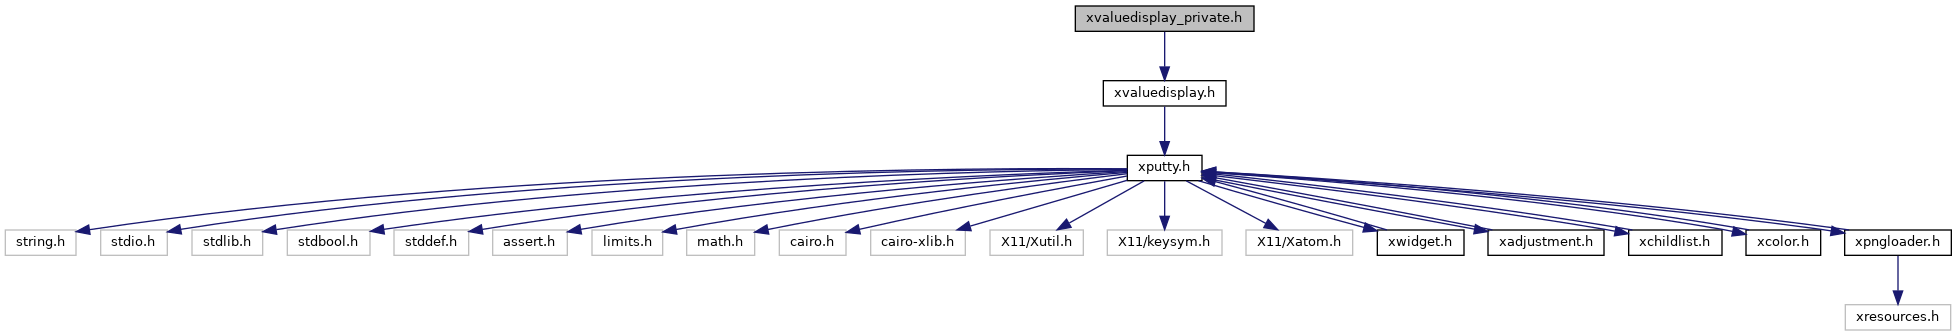 xvaluedisplay_private.h
xvaluedisplay.h
xputty.h
string.h
stdio.h
stdlib.h
stdbool.h
stddef.h
assert.h
limits.h
math.h
cairo.h
cairo-xlib.h
X11/Xutil.h
X11/keysym.h
X11/Xatom.h
xwidget.h
xadjustment.h
xchildlist.h
xcolor.h
xpngloader.h
xresources.h